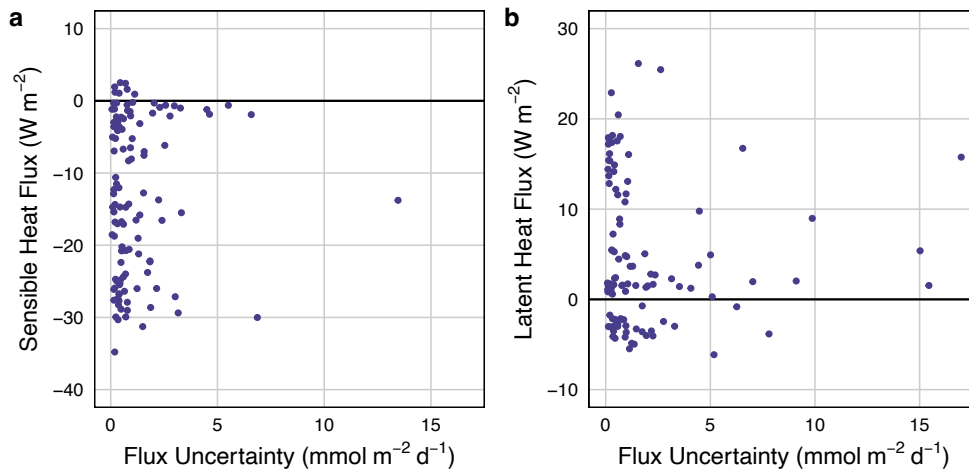 a
10
0
−10
−20
−30
−40
Sensible Heat Flux (W m⁻²)
0 5 10 15
Flux Uncertainty (mmol m⁻² d⁻¹)
b
30
20
10
0
−10
Latent Heat Flux (W m⁻²)
0 5 10 15
Flux Uncertainty (mmol m⁻² d⁻¹)